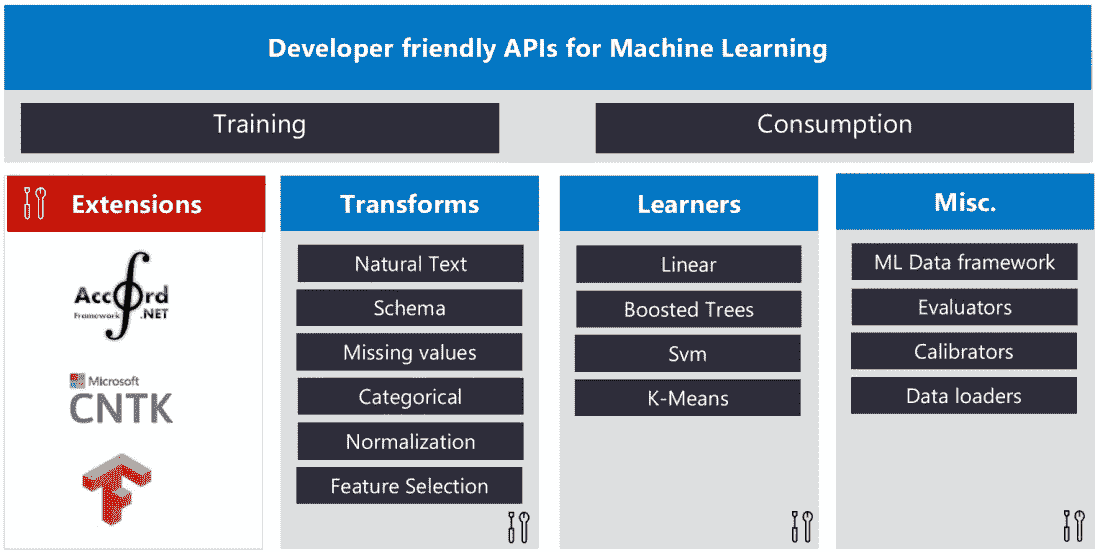 Developer friendly APIs for Machine Learning
Training
Consumption
Extensions
Accord
Framework .NET
Microsoft
CNTK
Transforms
Natural Text
Schema
Missing values
Categorical
Normalization
Feature Selection
Learners
Linear
Boosted Trees
Svm
K-Means
Misc.
ML Data framework
Evaluators
Calibrators
Data loaders